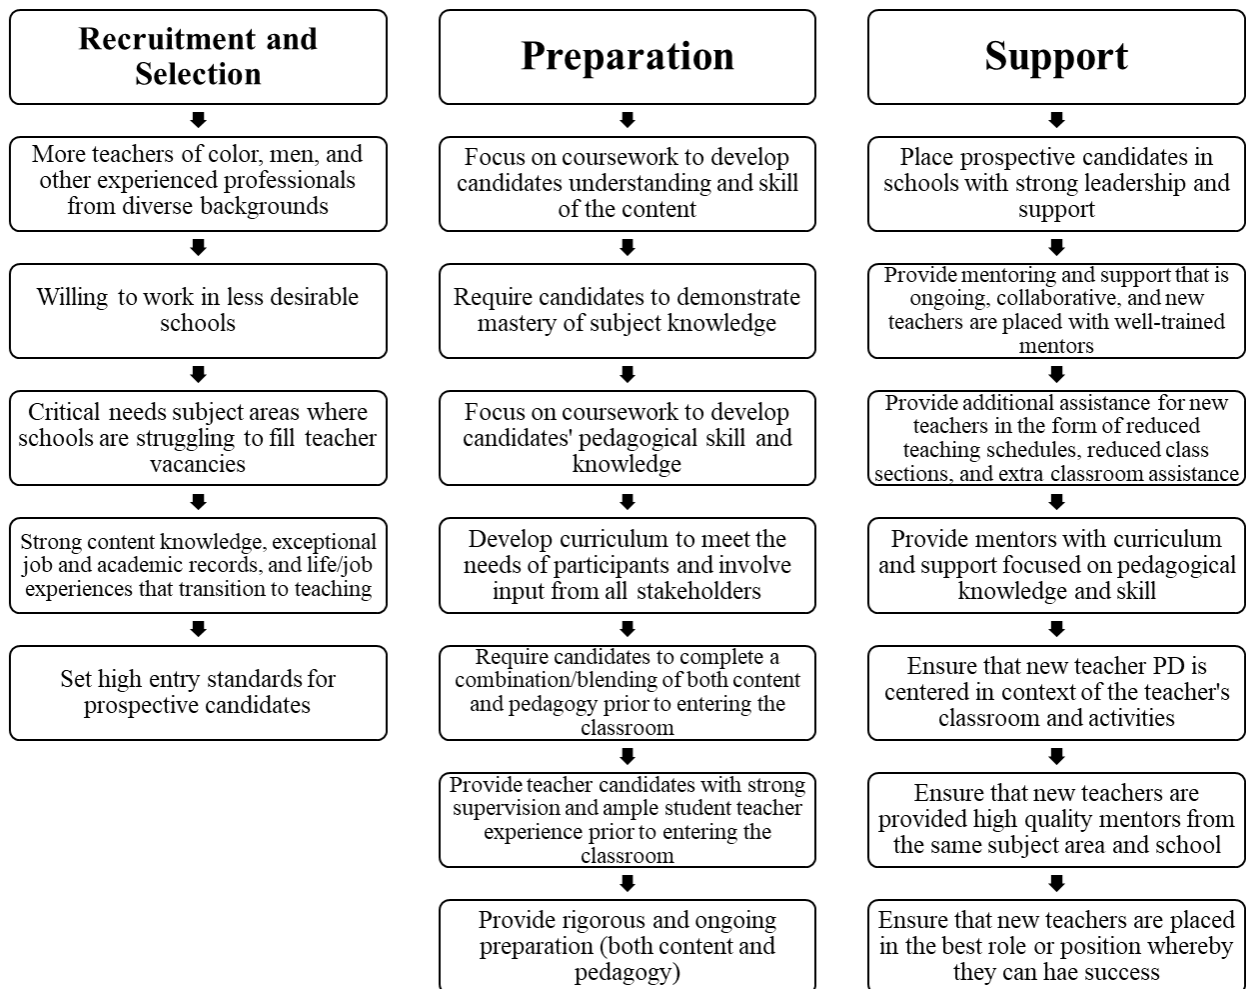 Recruitment and
Selection
More teachers of color, men, and
other experienced professionals
from diverse backgrounds
Willing to work in less desirable
schools
Critical needs subject areas where
schools are struggling to fill teacher
vacancies
Strong content knowledge, exceptional
job and academic records, and life/job
experiences that transition to teaching
Set high entry standards for
prospective candidates
Preparation
Focus on coursework to develop
candidates understanding and skill
of the content
Require candidates to demonstrate
mastery of subject knowledge
Focus on coursework to develop
candidates' pedagogical skill and
knowledge
Develop curriculum to meet the
needs of participants and involve
input from all stakeholders
Require candidates to complete a
combination/blending of both content
and pedagogy prior to entering the
classroom
Provide teacher candidates with strong
supervision and ample student teacher
experience prior to entering the
classroom
Provide rigorous and ongoing
preparation (both content and
pedagogy)
Support
Place prospective candidates in
schools with strong leadership and
support
Provide mentoring and support that is
ongoing, collaborative, and new
teachers are placed with well-trained
mentors
Provide additional assistance for new
teachers in the form of reduced
teaching schedules, reduced class
sections, and extra classroom assistance
Provide mentors with curriculum
and support focused on pedagogical
knowledge and skill
Ensure that new teacher PD is
centered in context of the teacher's
classroom and activities
Ensure that new teachers are
provided high quality mentors from
the same subject area and school
Ensure that new teachers are placed
in the best role or position whereby
they can hae success